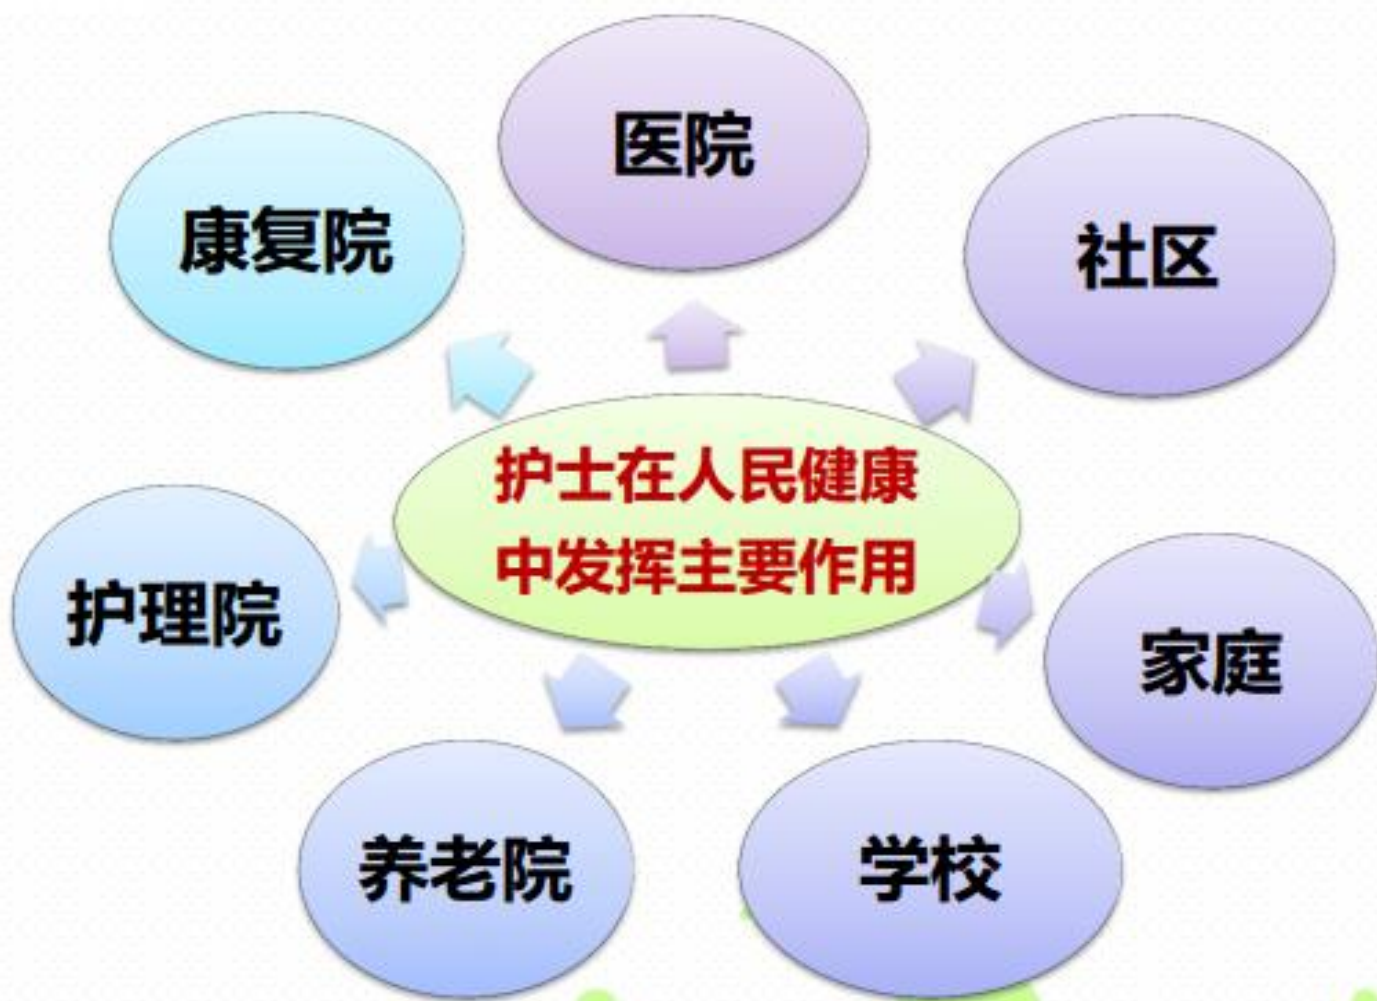 医院
康复院
社区
护士在人民健康
中发挥主要作用
护理院
家庭
养老院
学校